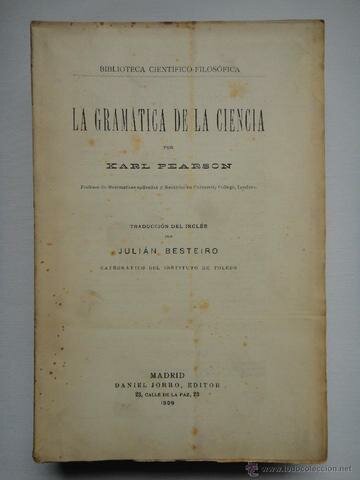 BIBLIOTECA CIENTÍFICO-FILOSÓFICA
LA GRAMÁTICA DE LA CIENCIA
POR
KARL PEARSON
Profesor de Matemáticas aplicadas y Mecánica en University College, Londres.
TRADUCCIÓN DEL INGLÉS
POR
JULIÁN BESTEIRO
CATEDRÁTICO DEL INSTITUTO DE TOLEDO
MADRID
DANIEL JORRO, EDITOR
23, CALLE DE LA PAZ, 23
1909
todocoleccion.net